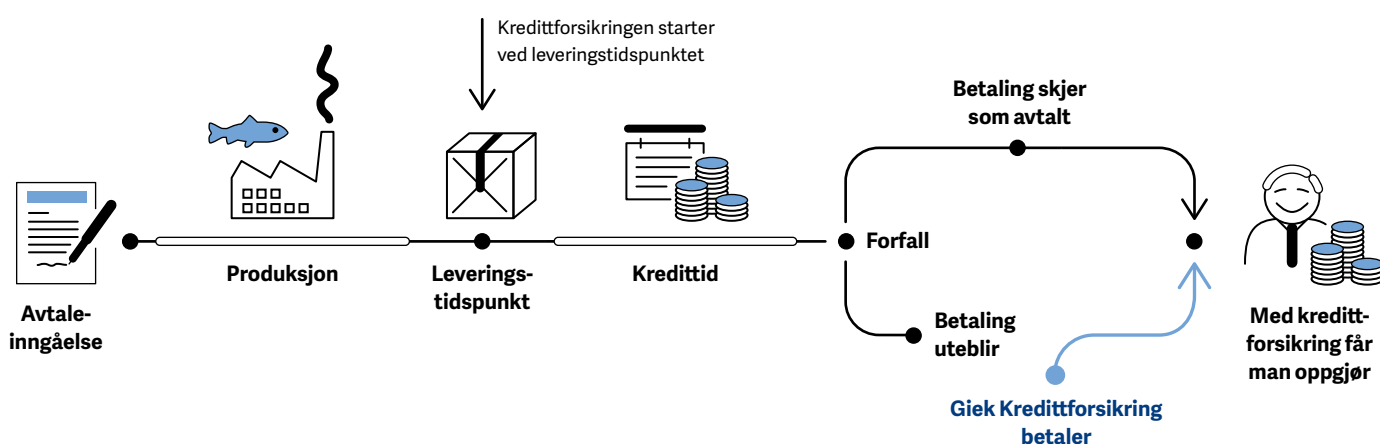 Kredittforsikringen starter
ved leveringstidspunktet
Avtale-
inngåelse
Produksjon
Leverings-
tidspunkt
Kredittid
Forfall
Betaling skjer
som avtalt
Betaling
uteblir
Giek Kredittforsikring
betaler
Med kreditt-
forsikring får
man oppgjør